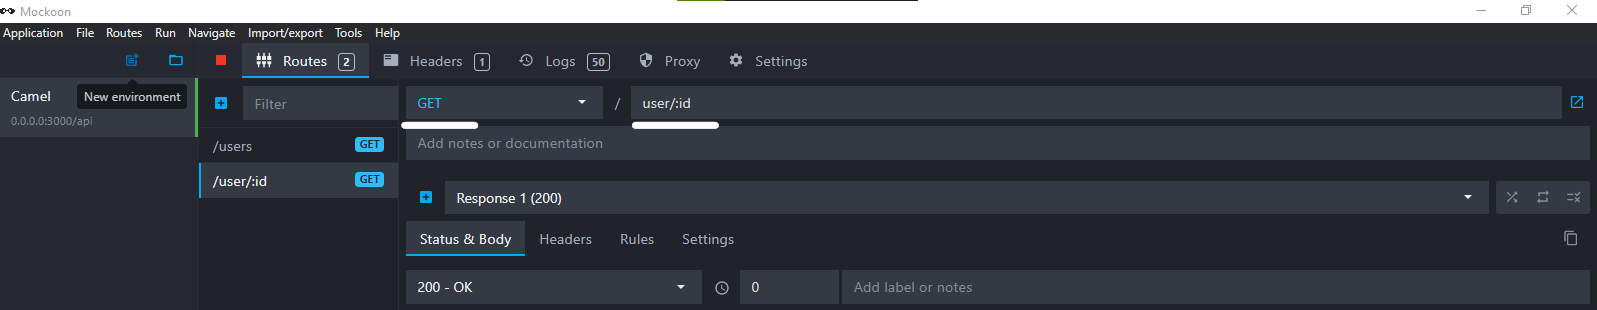 Mockoon
Application File Routes Run Navigate Import/export Tools Help
Routes 2 Headers 1 Logs 50 Proxy Settings
Camel
0.0.0.0:3000/api
New environment
Filter
/users GET
/user/:id GET
GET / user/:id
Add notes or documentation
Response 1 (200)
Status & Body Headers Rules Settings
200 - OK 0 Add label or notes